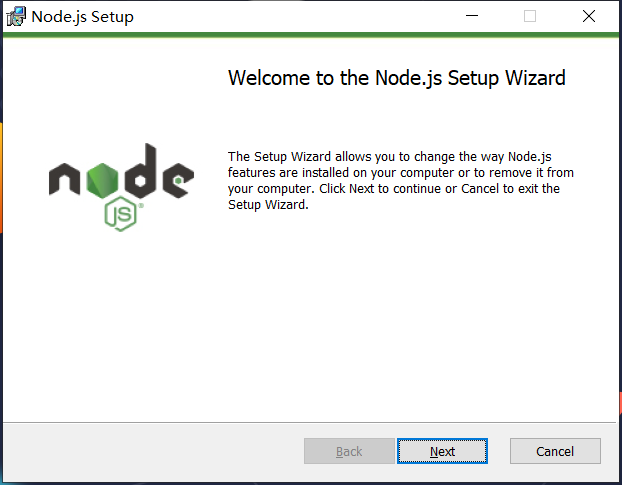 Node.js Setup
Welcome to the Node.js Setup Wizard
The Setup Wizard allows you to change the way Node.js
features are installed on your computer or to remove it from
your computer. Click Next to continue or Cancel to exit the
Setup Wizard.
node
JS
®
Back
Next
Cancel